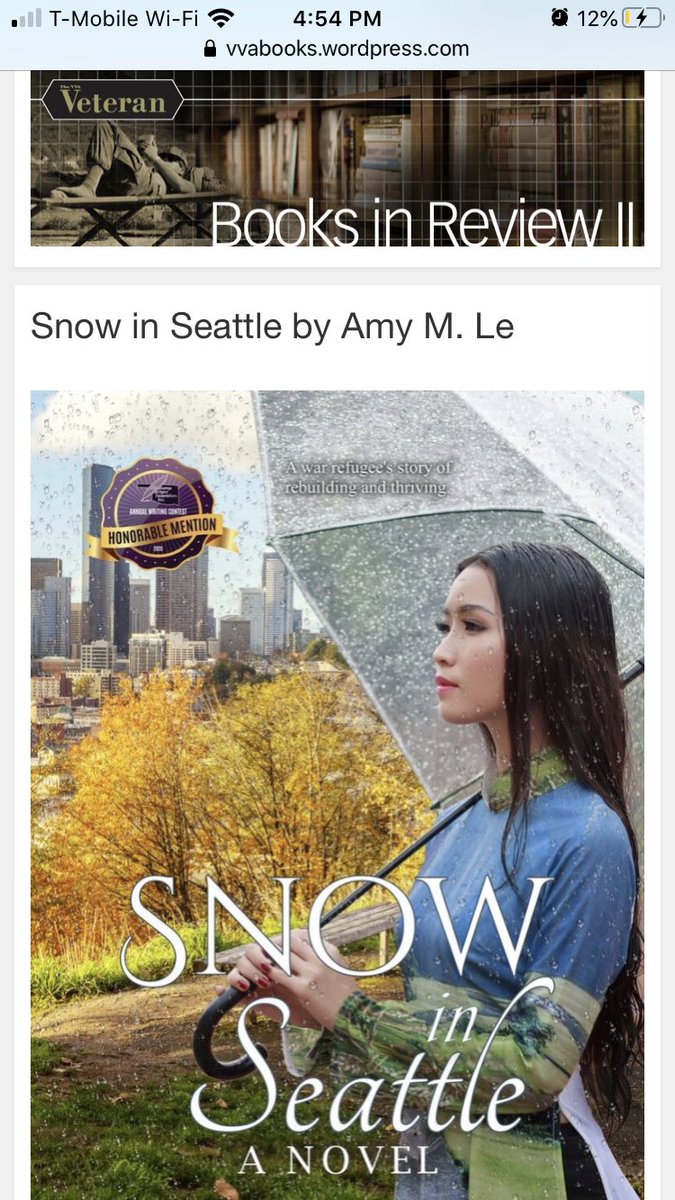 T-Mobile Wi-Fi
4:54 PM
12%
vvabooks.wordpress.com
The VVA
Veteran
Books in Review II
Snow in Seattle by Amy M. Le
A war refugee's story of
rebuilding and thriving.
ANNUAL WRITING CONTEST
HONORABLE MENTION
2020
SNOW
in
Seattle
A NOVEL